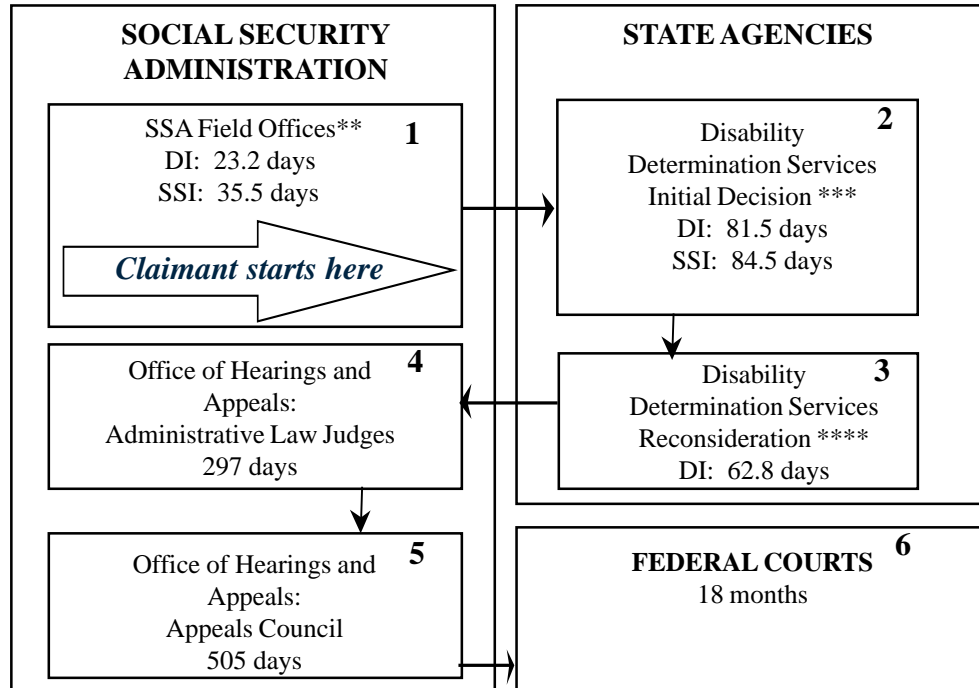 SOCIAL SECURITY
ADMINISTRATION
SSA Field Offices**
1
DI: 23.2 days
SSI: 35.5 days
Claimant starts here
STATE AGENCIES
2
Disability
Determination Services
Initial Decision ***
DI: 81.5 days
SSI: 84.5 days
3
Disability
Determination Services
Reconsideration ****
DI: 62.8 days
4
Office of Hearings and
Appeals:
Administrative Law Judges
297 days
5
Office of Hearings and
Appeals:
Appeals Council
505 days
6
FEDERAL COURTS
18 months